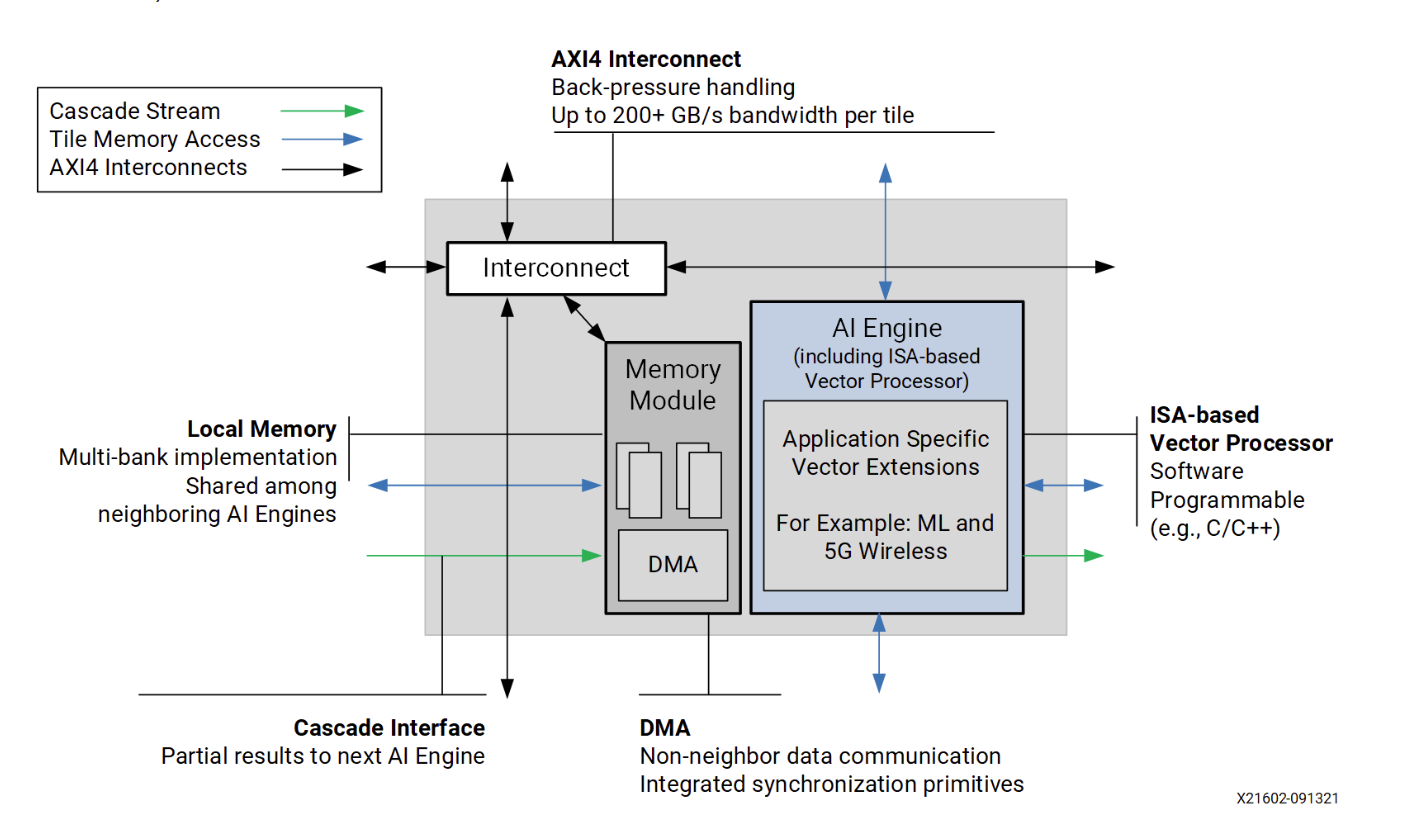 AXI4 Interconnect
Back-pressure handling
Up to 200+ GB/s bandwidth per tile
Cascade Stream
Tile Memory Access
AXI4 Interconnects
Interconnect
AI Engine
(including ISA-based
Vector Processor)
Memory
Module
Application Specific
Vector Extensions
For Example: ML and
5G Wireless
DMA
Local Memory
Multi-bank implementation
Shared among
neighboring AI Engines
ISA-based
Vector Processor
Software
Programmable
(e.g., C/C++)
Cascade Interface
Partial results to next AI Engine
DMA
Non-neighbor data communication
Integrated synchronization primitives
X21602-091321